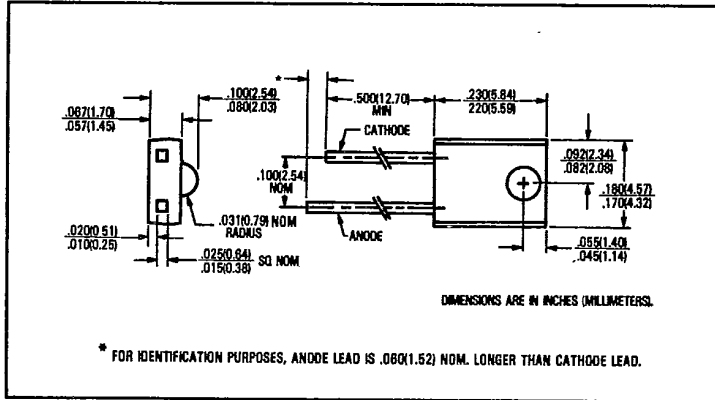 *
.100(2.54)
.080(2.03)
.067(1.70)
.057(1.45)
.500(12.70)
MIN
.230(5.84)
.220(5.59)
CATHODE
.100(2.54)
NOM
.092(2.34)
.082(2.08)
.180(4.57)
.170(4.32)
.031(0.79) NOM
RADIUS
ANODE
.020(0.51)
.010(0.25)
.025(0.64)
.015(0.38)
SQ NOM
.055(1.40)
.045(1.14)
DIMENSIONS ARE IN INCHES (MILLIMETERS).
* FOR IDENTIFICATION PURPOSES, ANODE LEAD IS .060(1.52) NOM. LONGER THAN CATHODE LEAD.